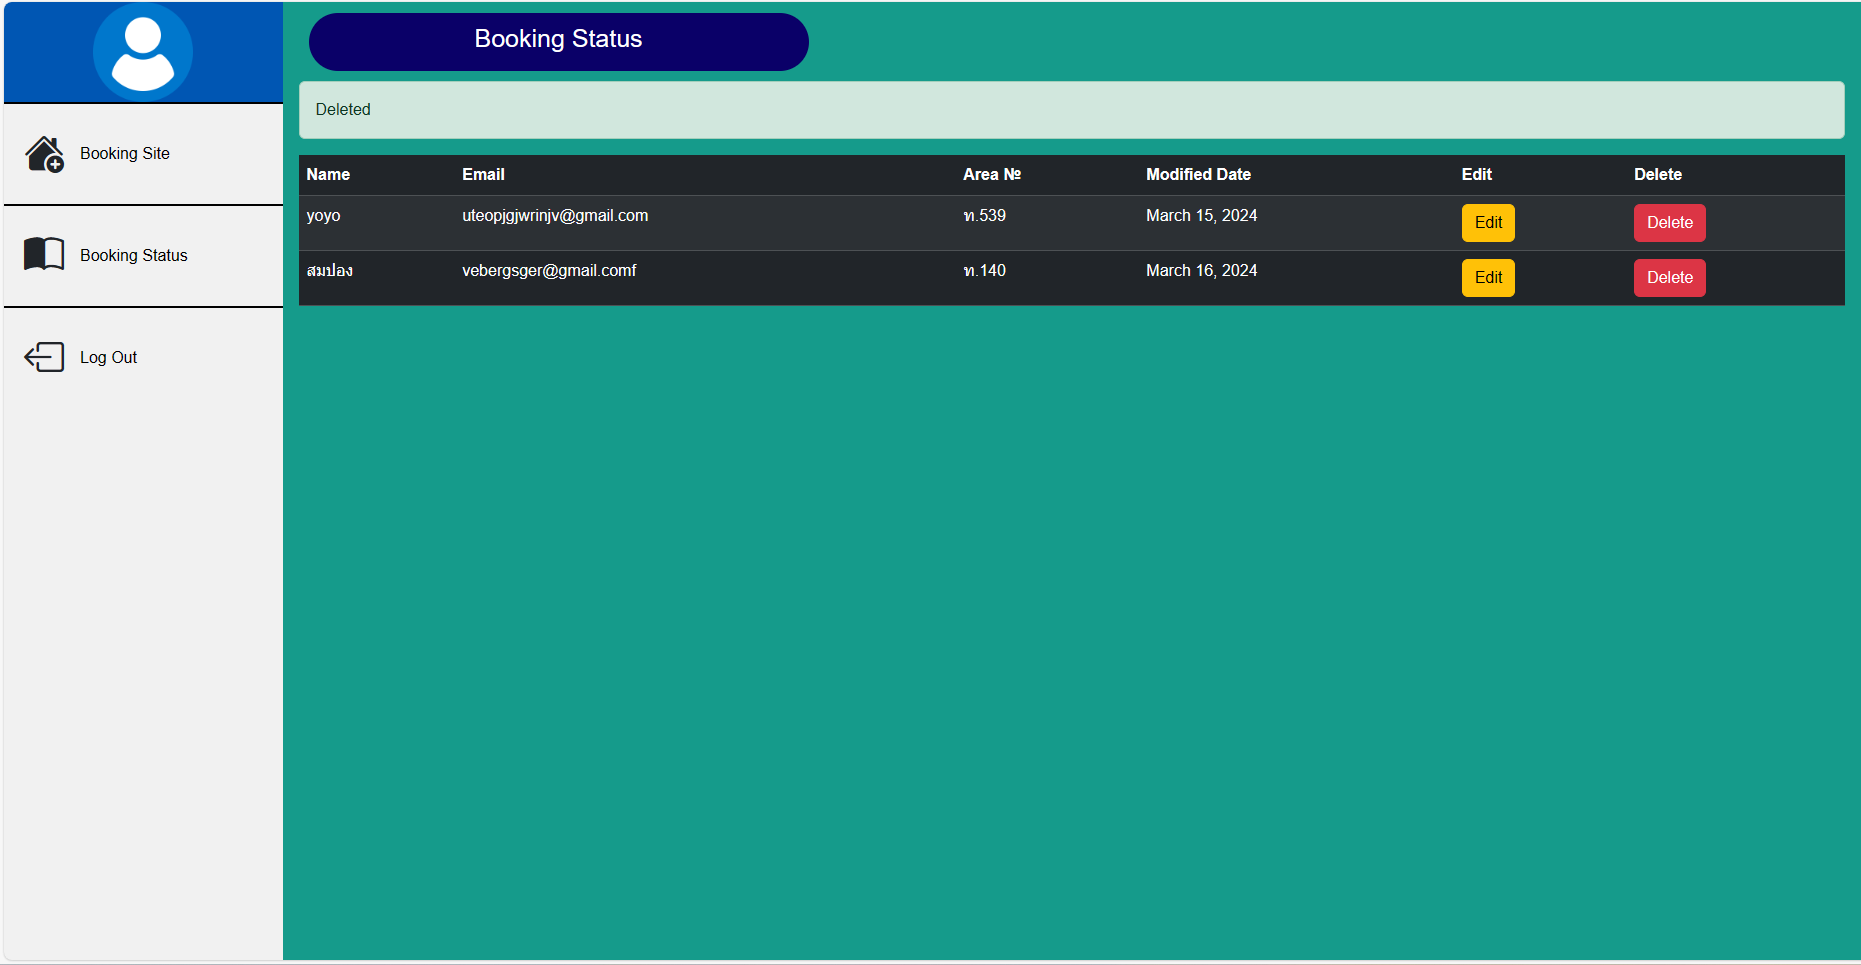 Booking Status
Deleted
Booking Site
Booking Status
Log Out
Name Email Area № Modified Date Edit Delete
yoyo uteopjgjwrinjv@gmail.com ท.539 March 15, 2024 Edit Delete
สมปอง vebergsger@gmail.comf ท.140 March 16, 2024 Edit Delete